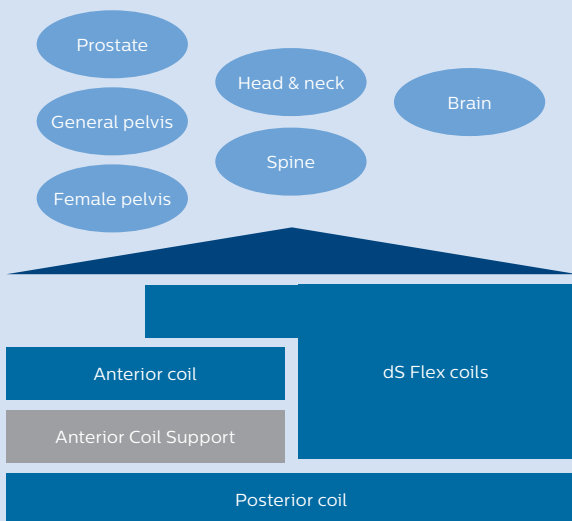 Prostate
General pelvis
Female pelvis
Head & neck
Spine
Brain
Anterior coil
dS Flex coils
Anterior Coil Support
Posterior coil